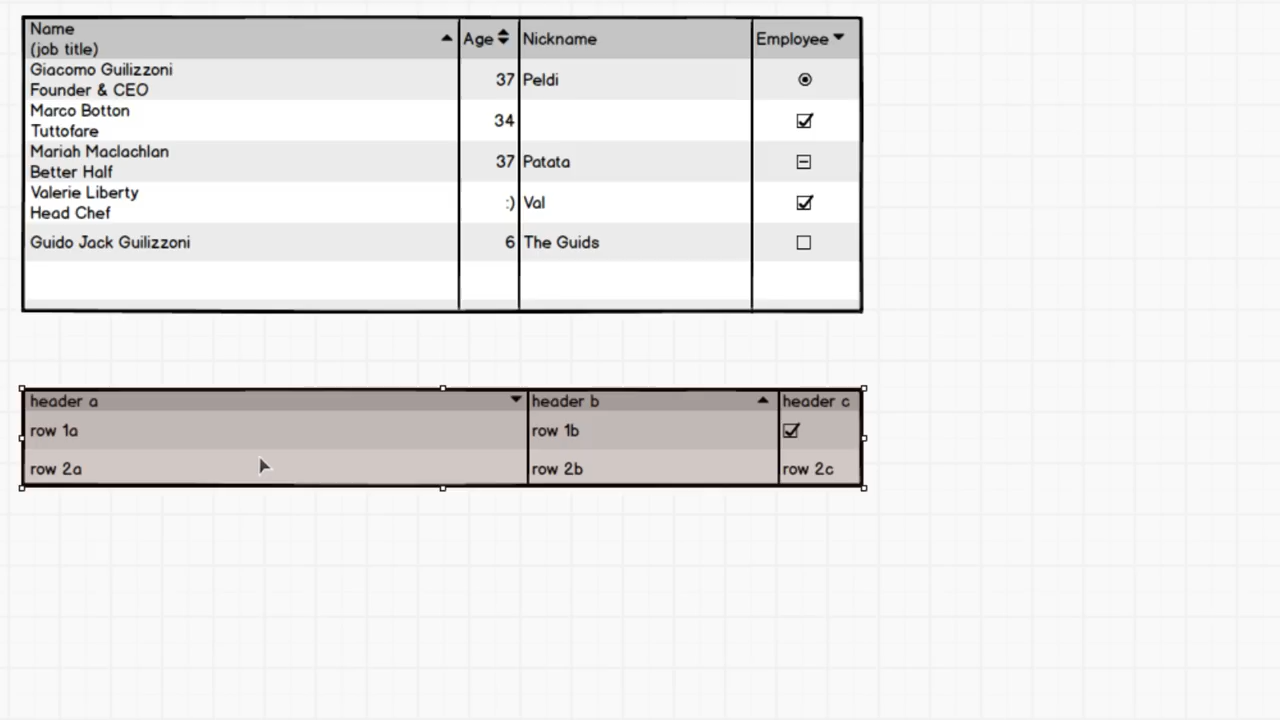 Name
(job title)
Age
Nickname
Employee
Giacomo Guilizzoni
Founder & CEO
37
Peldi
Marco Botton
Tuttofare
34
Mariah Maclachlan
Better Half
37
Patata
Valerie Liberty
Head Chef
:)
Val
Guido Jack Guilizzoni
6
The Guids
header a
header b
header c
row 1a
row 1b
row 2a
row 2b
row 2c